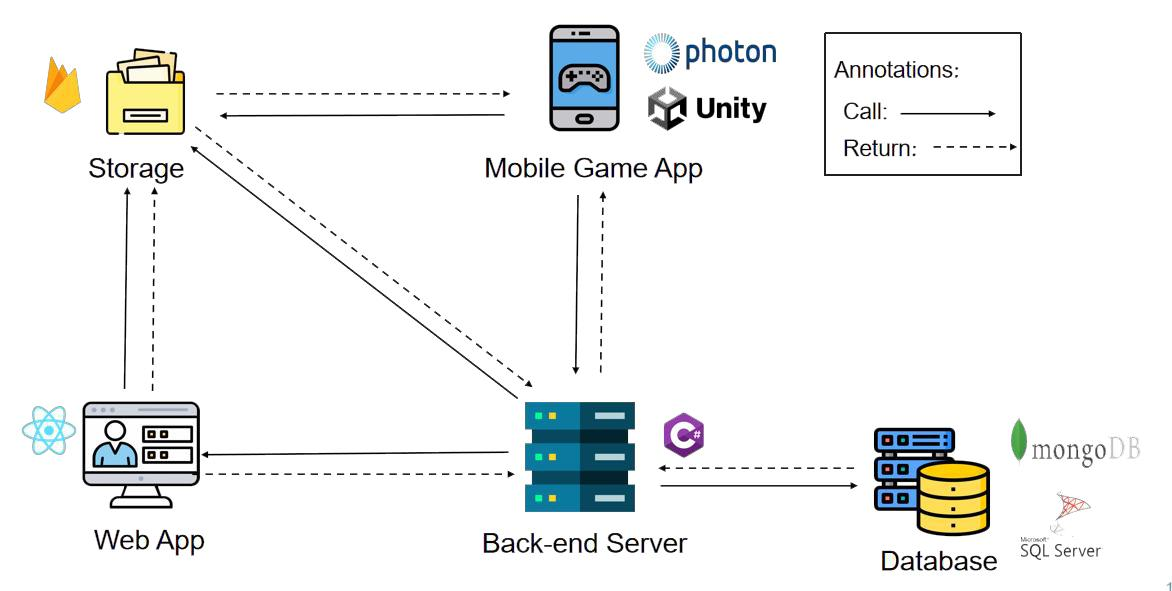 photon
Unity
Annotations:
Call:
Return:
Storage
Mobile Game App
C#
mongoDB
Microsoft
SQL Server
Web App
Back-end Server
Database
1